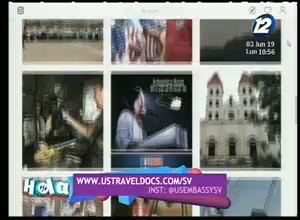 12
03 Jun 19
Lun 10:56
Hola
WWW.USTRAVELDOCS.COM/SV
INST: @USEMBASSYSV